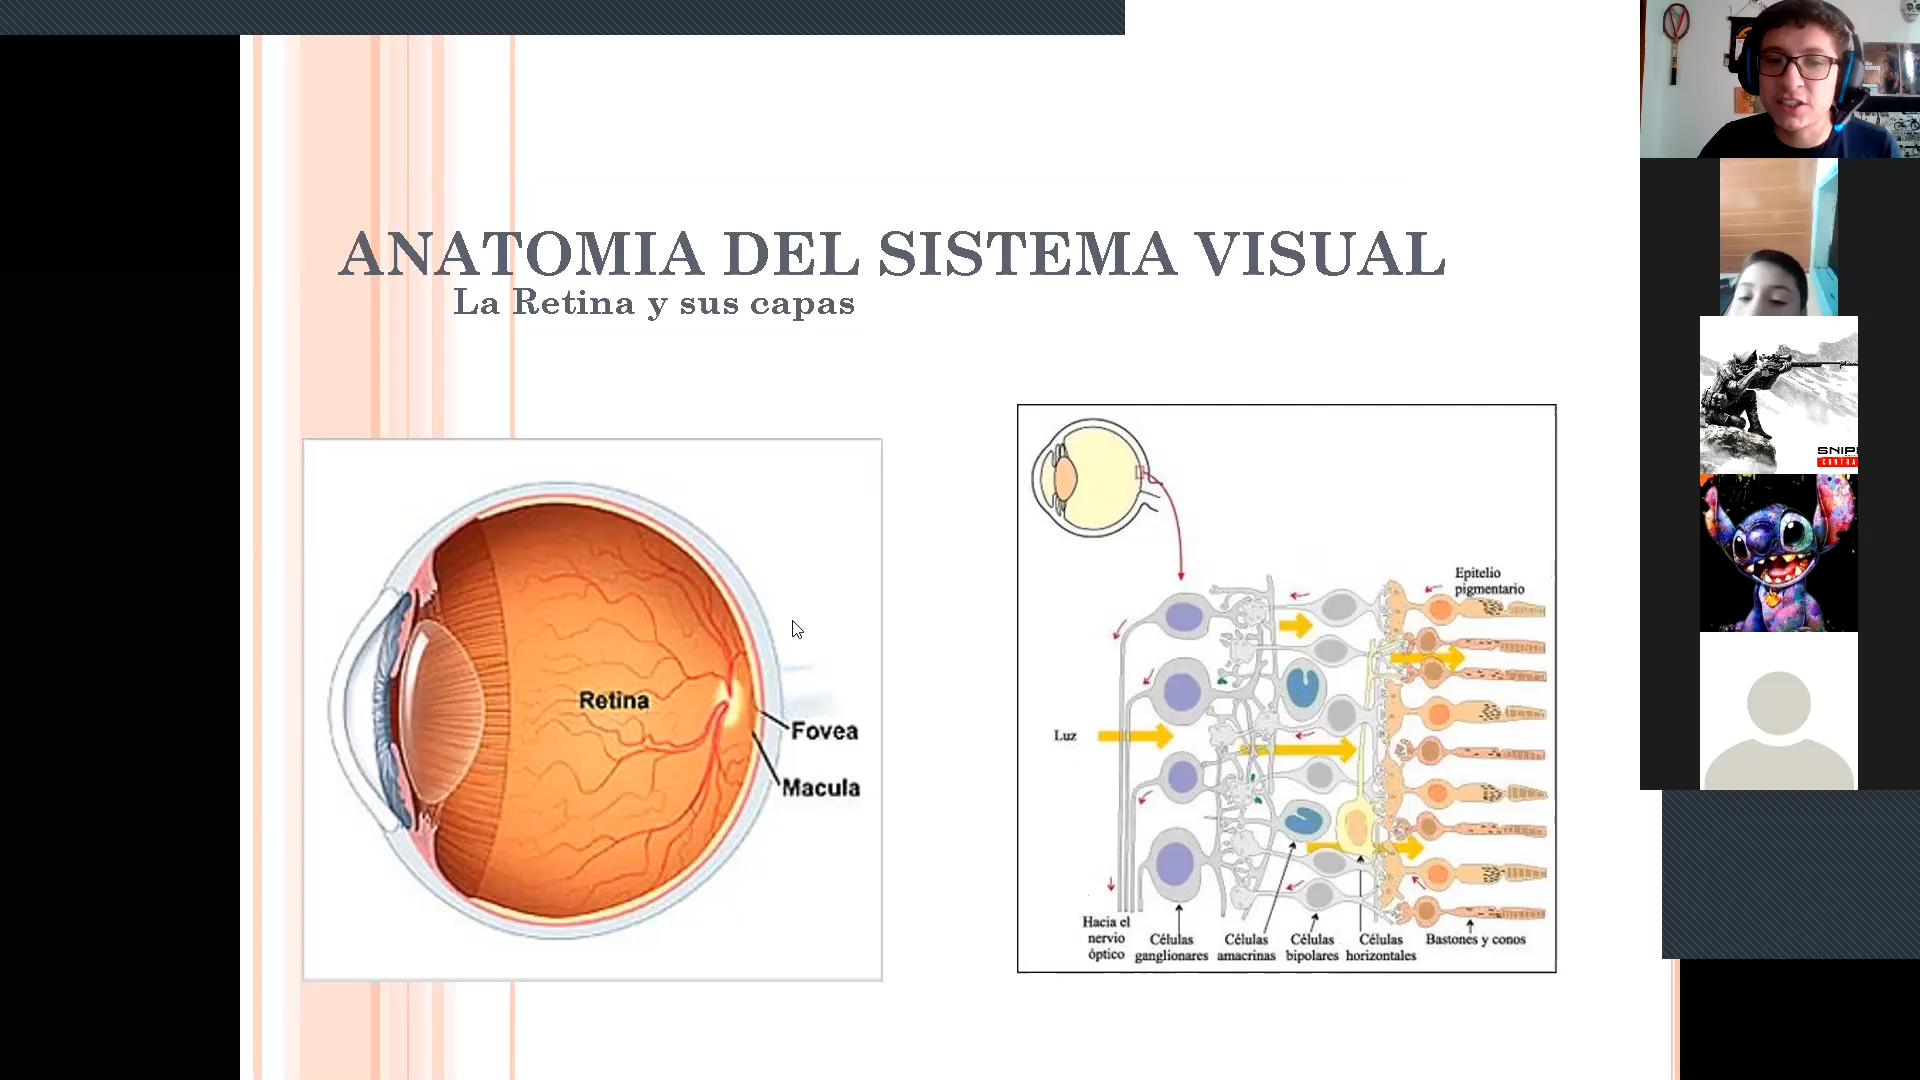 ANATOMIA DEL SISTEMA VISUAL
La Retina y sus capas
Retina
Fovea
Macula
Epitelio
pigmentario
Luz
Hacia el
nervio
óptico
Células
ganglionares
Células
amacrinas
Células
bipolares
Células
horizontales
Bastones y conos
SNIP
CONTRA